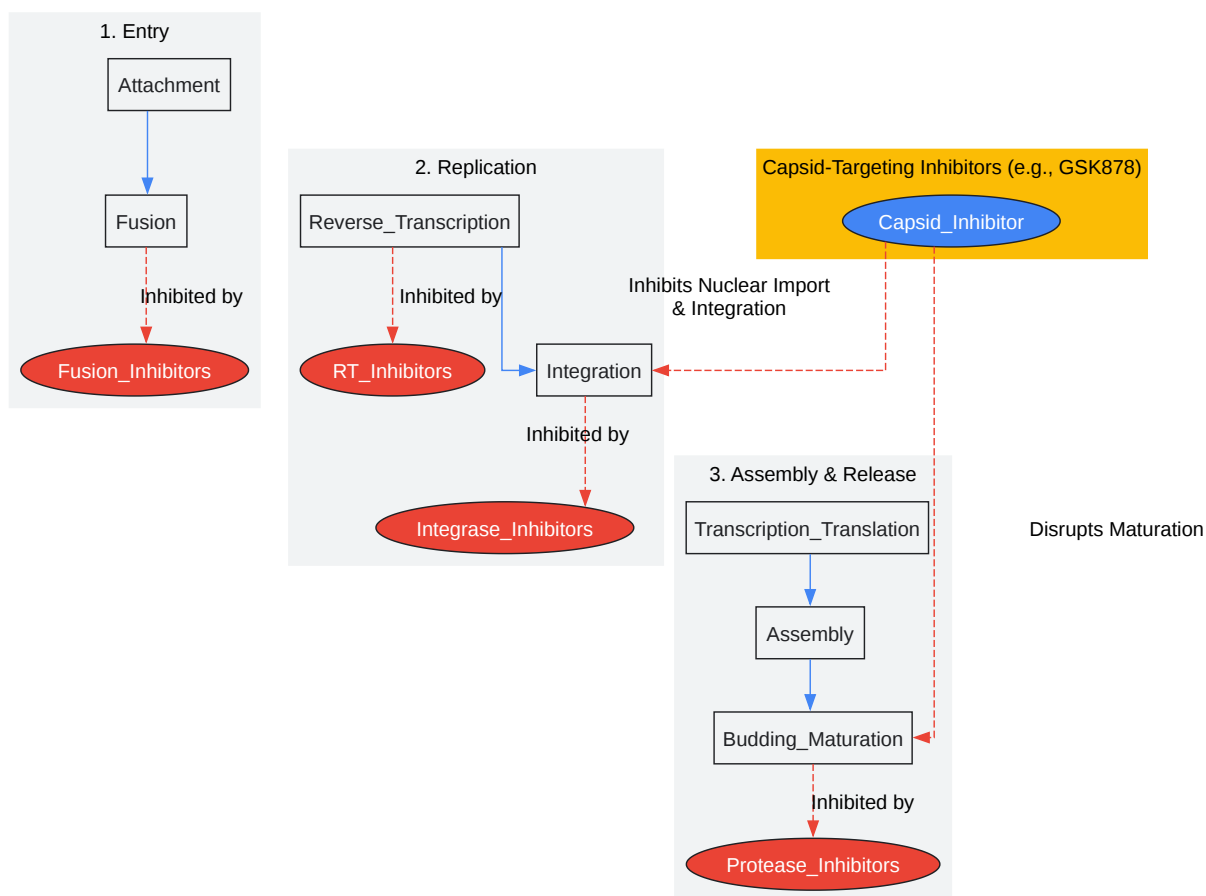 1. Entry
Attachment
Fusion
Inhibited by
Fusion_Inhibitors
2. Replication
Reverse_Transcription
Inhibited by
RT_Inhibitors
Integration
Inhibited by
Integrase_Inhibitors
Capsid-Targeting Inhibitors (e.g., GSK878)
Capsid_Inhibitor
Inhibits Nuclear Import
& Integration
Disrupts Maturation
3. Assembly & Release
Transcription_Translation
Assembly
Budding_Maturation
Inhibited by
Protease_Inhibitors